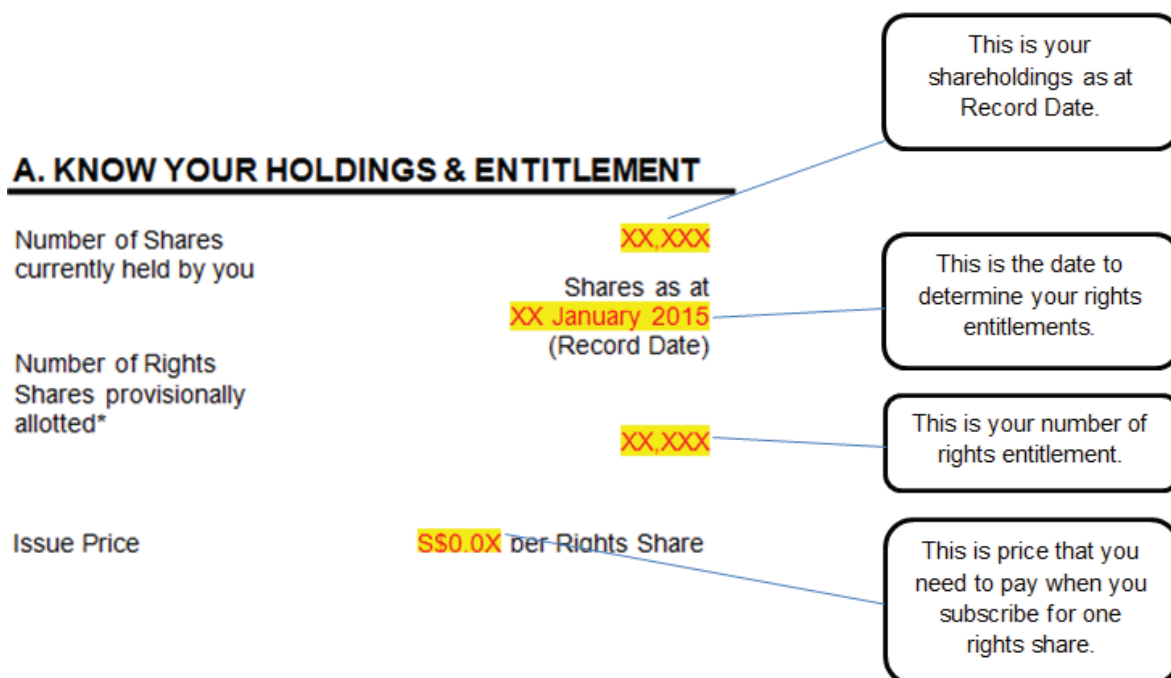 This is your
shareholdings as at
Record Date.
A. KNOW YOUR HOLDINGS & ENTITLEMENT
Number of Shares
currently held by you
XX,XXX
Shares as at
XX January 2015
(Record Date)
This is the date to
determine your rights
entitlements.
Number of Rights
Shares provisionally
allotted*
XX,XXX
This is your number of
rights entitlement.
Issue Price
S$0.0X per Rights Share
This is price that you
need to pay when you
subscribe for one
rights share.